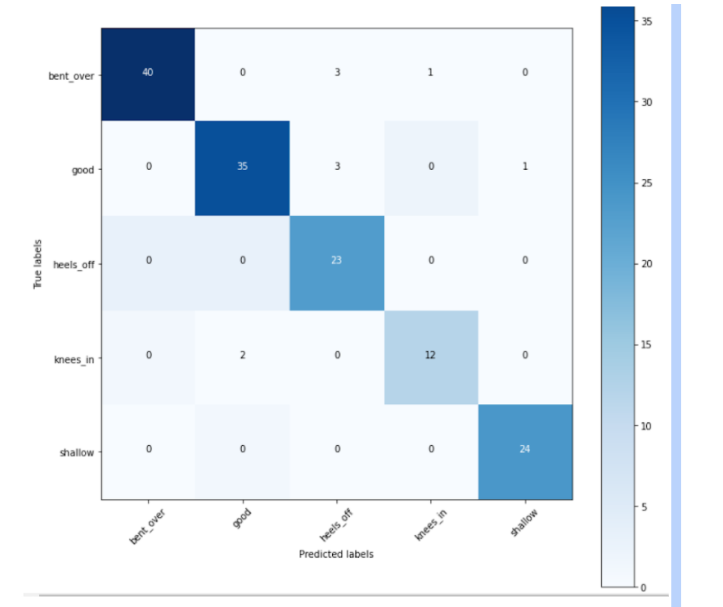 35
bent_over 40 0 3 1 0
30
good 0 35 3 0 1
25
True labels
heels_off 0 0 23 0 0
20
15
knees_in 0 2 0 12 0
10
shallow 0 0 0 0 24
5
bent_over good heels_off knees_in shallow
Predicted labels
0